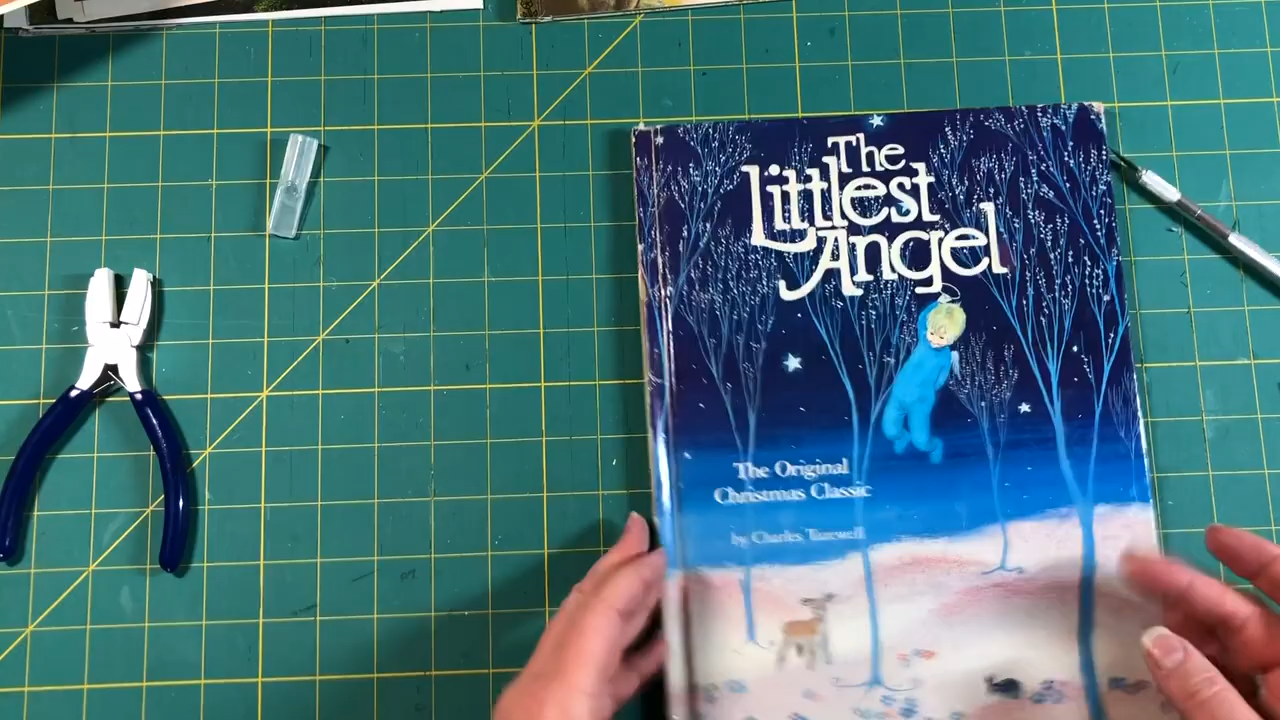 The
Littlest
Angel
The Original
Christmas Classic
by Charles Tazewell